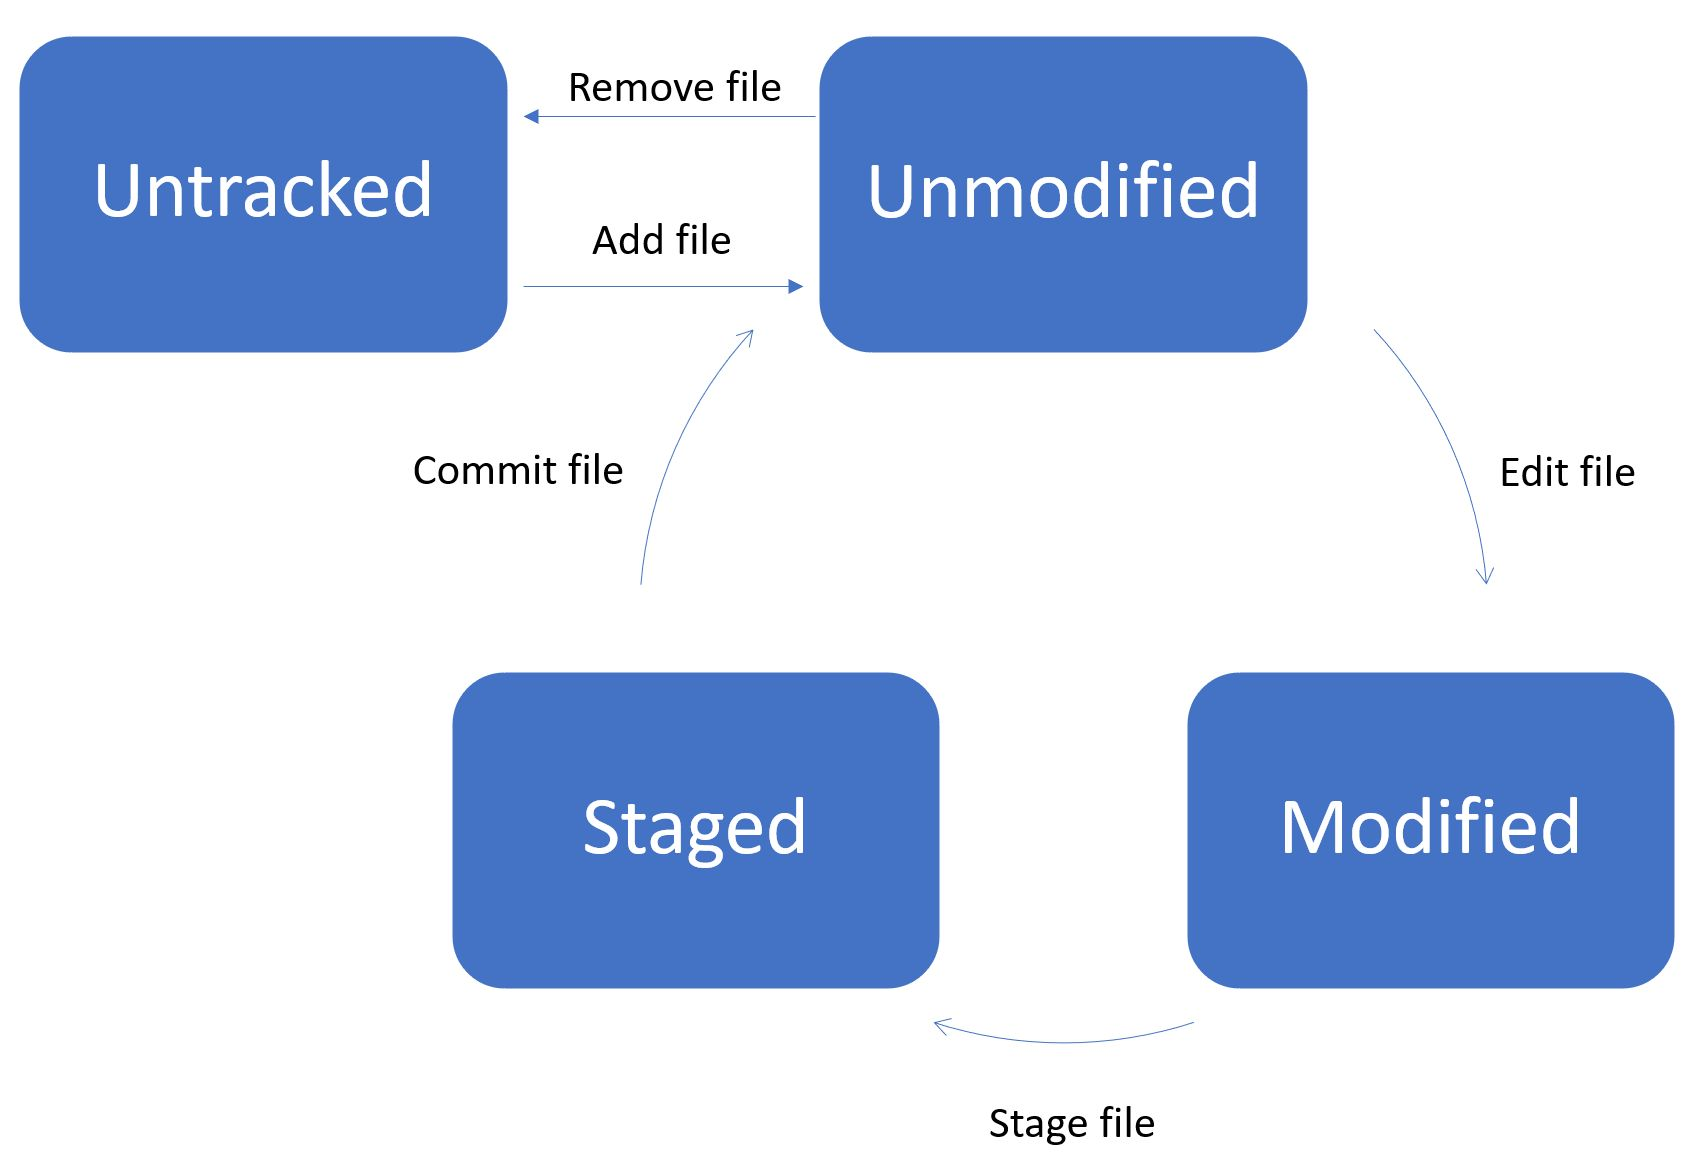 Untracked
Remove file
Add file
Unmodified
Commit file
Edit file
Staged
Modified
Stage file